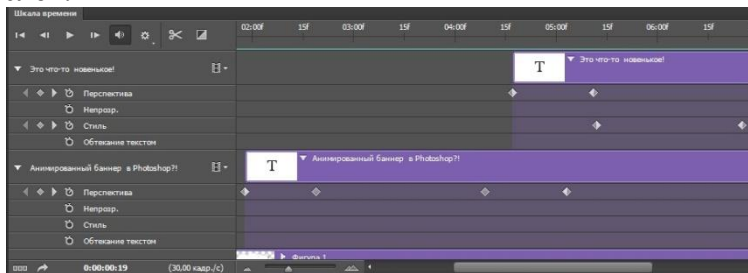 Шкала времени
02:00f 15f 03:00f 15f 04:00f 15f 05:00f 15f 06:00f 15f
Это что-то новенькое!
T Это что-то новенькое!
Перспектива
Непрозр.
Стиль
Обтекание текстом
Анимированный баннер в Photoshop?!
T Анимированный баннер в Photoshop?!
Перспектива
Непрозр.
Стиль
Обтекание текстом
Фигура 1
0:00:00:19 (30,00 кадр./с)